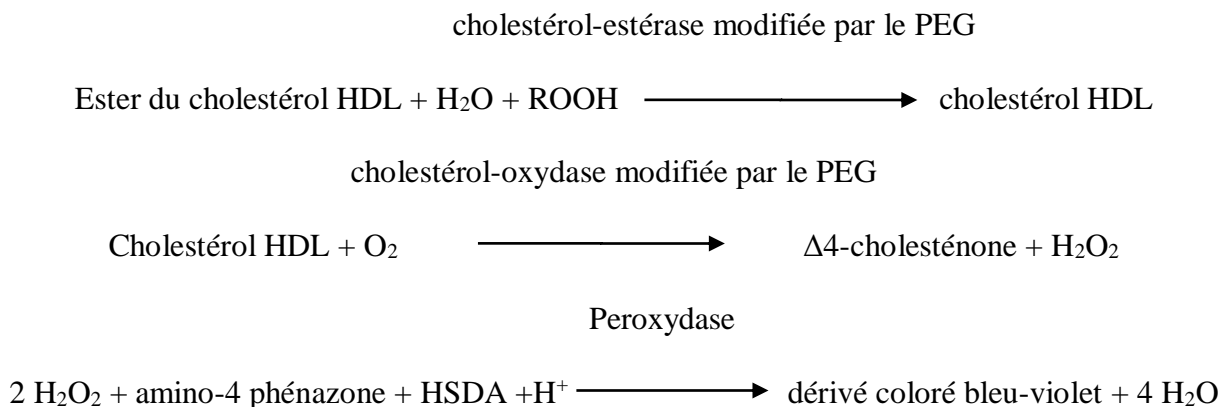 cholestérol-estérase modifiée par le PEG
Ester du cholestérol HDL + H₂O + ROOH ⟶ cholestérol HDL
cholestérol-oxydase modifiée par le PEG
Cholestérol HDL + O₂ ⟶ Δ4-cholesténone + H₂O₂
Peroxydase
2 H₂O₂ + amino-4 phénazone + HSDA +H⁺ ⟶ dérivé coloré bleu-violet + 4 H₂O